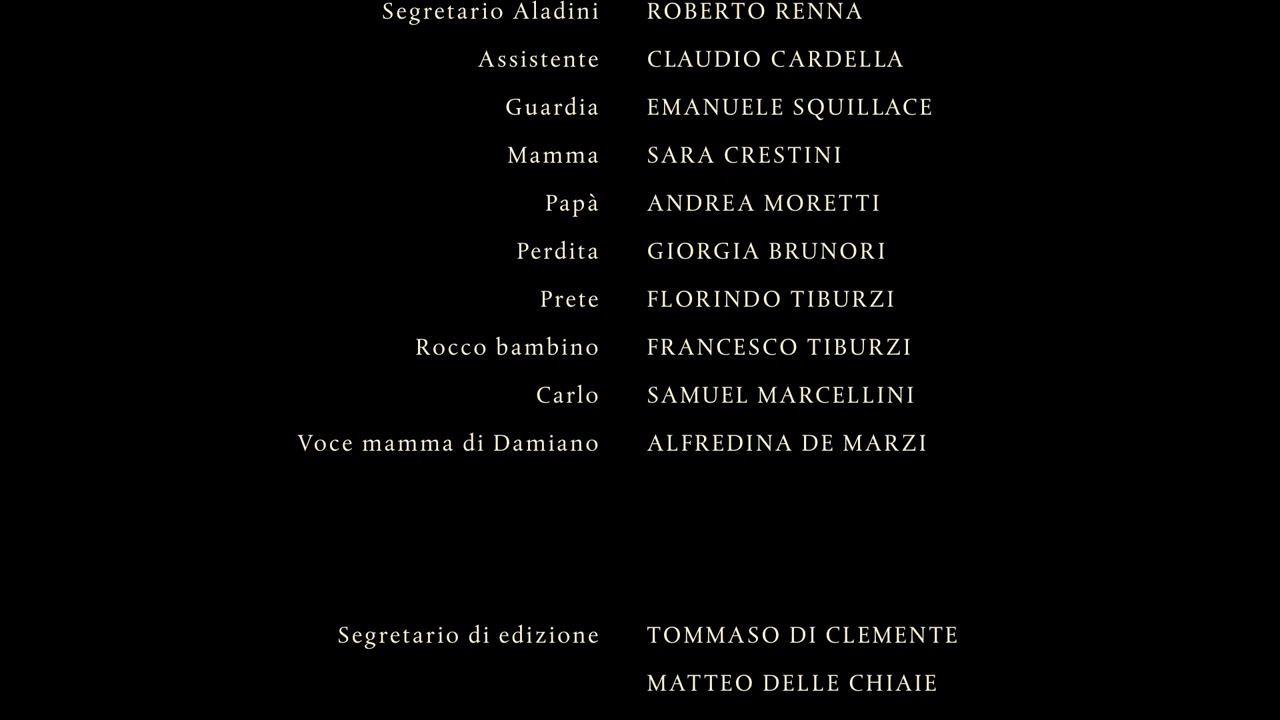 Segretario Aladini ROBERTO RENNA
Assistente CLAUDIO CARDELLA
Guardia EMANUELE SQUILLACE
Mamma SARA CRESTINI
Papà ANDREA MORETTI
Perdita GIORGIA BRUNORI
Prete FLORINDO TIBURZI
Rocco bambino FRANCESCO TIBURZI
Carlo SAMUEL MARCELLINI
Voce mamma di Damiano ALFREDINA DE MARZI
Segretario di edizione TOMMASO DI CLEMENTE
MATTEO DELLE CHIAIE